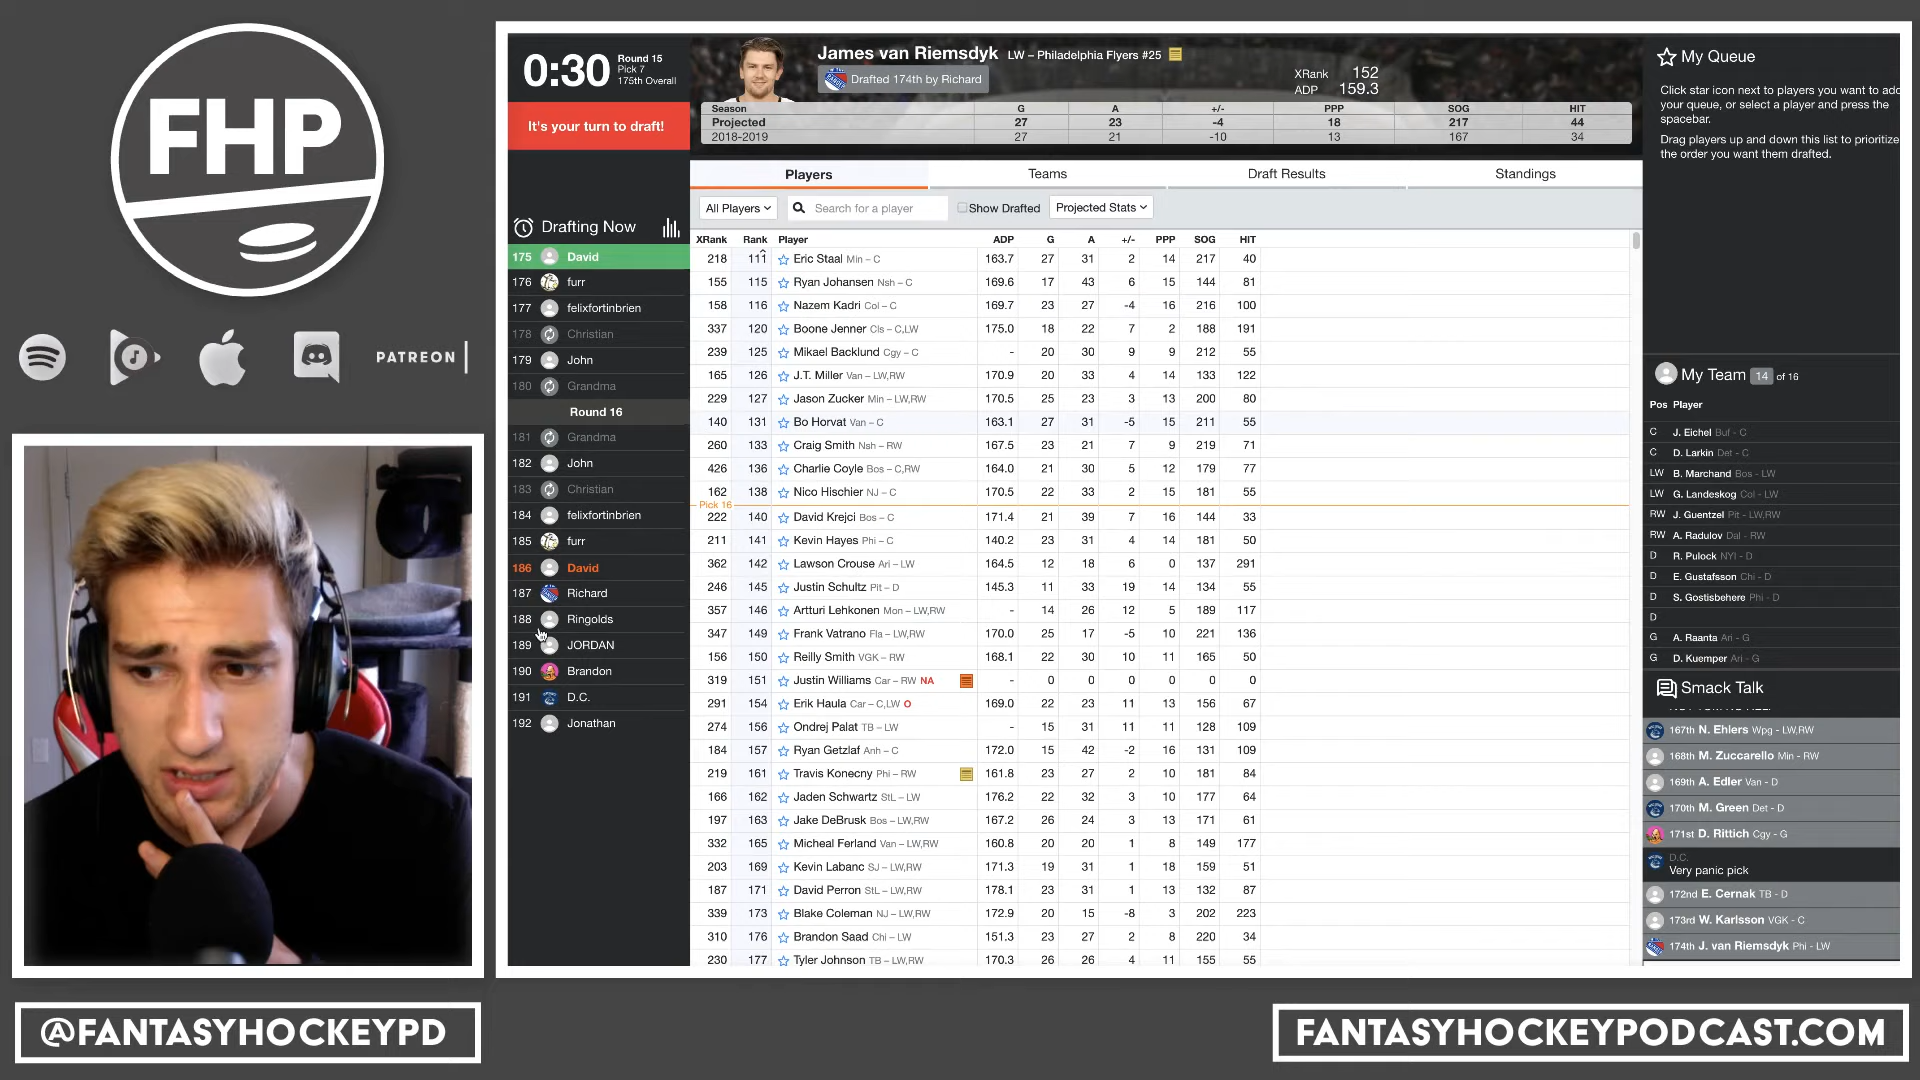 FHP
PATREON
@FANTASYHOCKEYPD
FANTASYHOCKEYPODCAST.COM
0:30
Round 15
Pick 7
175th Overall
It's your turn to draft!
Drafting Now
175 David
176 furr
177 felixfortinbrien
178 Christian
179 John
180 Grandma
Round 16
181 Grandma
182 John
183 Christian
184 felixfortinbrien
185 furr
186 David
187 Richard
188 Ringolds
189 JORDAN
190 Brandon
191 D.C.
192 Jonathan
James van Riemsdyk LW – Philadelphia Flyers #25
Drafted 174th by Richard
XRank 152
ADP 159.3
Season G A +/- PPP SOG HIT
Projected 27 23 -4 18 217 44
2018-2019 27 21 -10 13 167 34
Players Teams Draft Results Standings
All Players Search for a player Show Drafted Projected Stats
XRank Rank Player ADP G A +/- PPP SOG HIT
218 111 Eric Staal Min – C 163.7 27 31 2 14 217 40
155 115 Ryan Johansen Nsh – C 169.6 17 43 6 15 144 81
158 116 Nazem Kadri Col – C 169.7 23 27 -4 16 216 100
337 120 Boone Jenner Cls – C,LW 175.0 18 22 7 2 188 191
239 125 Mikael Backlund Cgy – C - 20 30 9 9 212 55
165 126 J.T. Miller Van – LW,RW 170.9 20 33 4 14 133 122
229 127 Jason Zucker Min – LW,RW 170.5 25 23 3 13 200 80
140 131 Bo Horvat Van – C 163.1 27 31 -5 15 211 55
260 133 Craig Smith Nsh – RW 167.5 23 21 7 9 219 71
426 136 Charlie Coyle Bos – C,RW 164.0 21 30 5 12 179 77
162 138 Nico Hischier NJ – C 170.5 22 33 2 15 181 55
Pick 16
222 140 David Krejci Bos – C 171.4 21 39 7 16 144 33
211 141 Kevin Hayes Phi – C 140.2 23 31 4 14 181 50
362 142 Lawson Crouse Ari – LW 164.5 12 18 6 0 137 291
246 145 Justin Schultz Pit – D 145.3 11 33 19 14 134 55
357 146 Artturi Lehkonen Mon – LW,RW - 14 26 12 5 189 117
347 149 Frank Vatrano Fla – LW,RW 170.0 25 17 -5 10 221 136
156 150 Reilly Smith VGK – RW 168.1 22 30 10 11 165 50
319 151 Justin Williams Car – RW NA - 0 0 0 0 0 0
291 154 Erik Haula Car – C,LW O 169.0 22 23 11 13 156 67
274 156 Ondrej Palat TB – LW - 15 31 11 11 128 109
184 157 Ryan Getzlaf Anh – C 172.0 15 42 -2 16 131 109
219 161 Travis Konecny Phi – RW 161.8 23 27 2 10 181 84
166 162 Jaden Schwartz StL – LW 176.2 22 32 3 10 177 64
197 163 Jake DeBrusk Bos – LW,RW 167.2 26 24 3 13 171 61
332 165 Micheal Ferland Van – LW,RW 160.8 20 20 1 8 149 177
203 169 Kevin Labanc SJ – LW,RW 171.3 19 31 1 18 159 51
187 171 David Perron StL – LW,RW 178.1 23 31 1 13 132 87
339 173 Blake Coleman NJ – LW,RW 172.9 20 15 -8 3 202 223
310 176 Brandon Saad Chi – LW 151.3 23 27 2 8 220 34
230 177 Tyler Johnson TB – LW,RW 170.3 26 26 4 11 155 55
My Queue
Click star icon next to players you want to add
your queue, or select a player and press the
spacebar.
Drag players up and down this list to prioritize
the order you want them drafted.
My Team 14 of 16
Pos Player
C J. Eichel Buf - C
C D. Larkin Det - C
LW B. Marchand Bos - LW
LW G. Landeskog Col - LW
RW J. Guentzel Pit - LW,RW
RW A. Radulov Dal - RW
D R. Pulock NYI - D
D E. Gustafsson Chi - D
D S. Gostisbehere Phi - D
D
G A. Raanta Ari - G
G D. Kuemper Ari - G
Smack Talk
167th N. Ehlers Wpg - LW,RW
168th M. Zuccarello Min - RW
169th A. Edler Van - D
170th M. Green Det - D
171st D. Rittich Cgy - G
D.C.
Very panic pick
172nd E. Cernak TB - D
173rd W. Karlsson VGK - C
174th J. van Riemsdyk Phi - LW